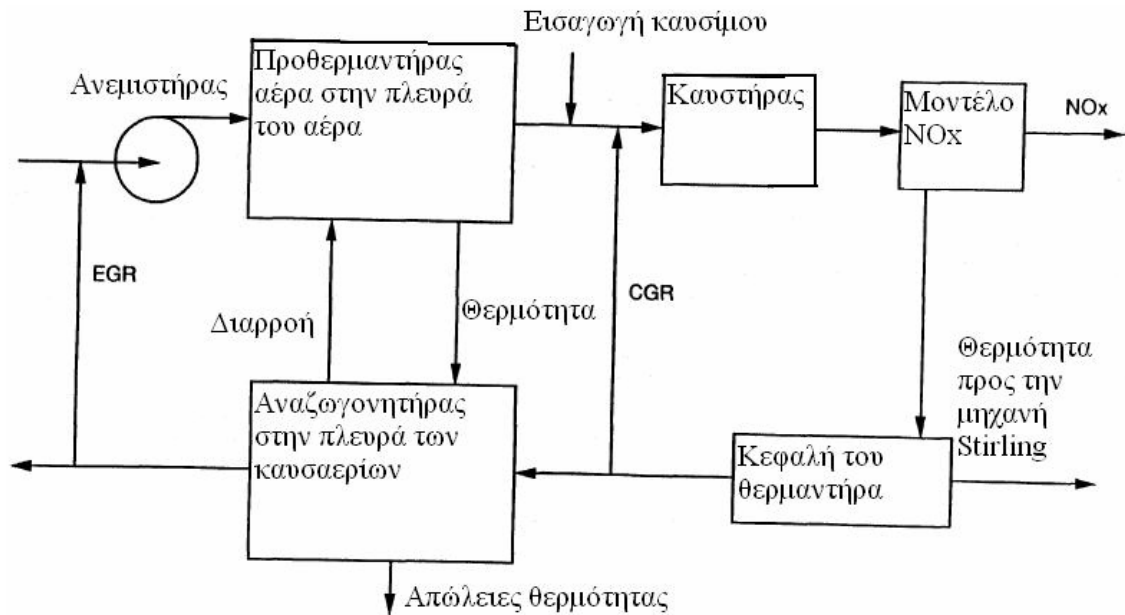 Εισαγωγή καυσίμου
Ανεμιστήρας
Προθερμαντήρας
αέρα στην πλευρά
του αέρα
Καυστήρας
Μοντέλο
NOx
NOx
EGR
Διαρροή
Θερμότητα
CGR
Θερμότητα
προς την
μηχανή
Stirling
Αναζωγονητήρας
στην πλευρά των
καυσαερίων
Κεφαλή του
θερμαντήρα
Απώλειες θερμότητας